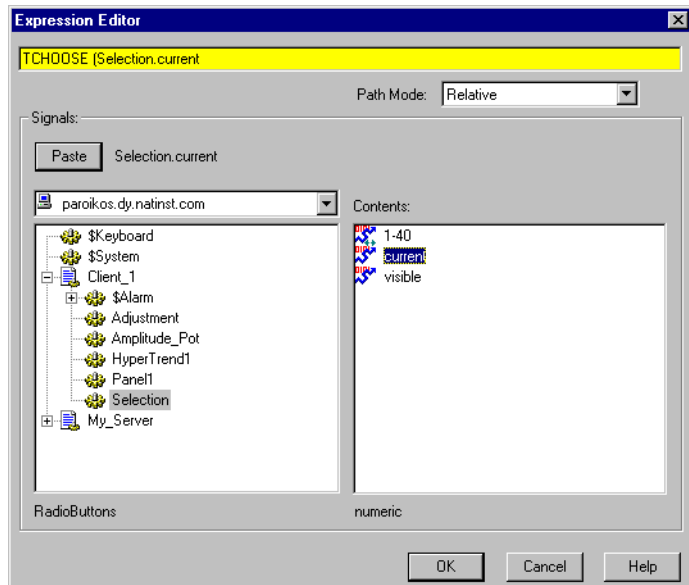 Expression Editor
TCHOOSE (Selection.current
Path Mode: Relative
Signals:
Paste Selection.current
paroikos.dy.natinst.com
Contents:
$Keyboard
$System
Client_1
$Alarm
Adjustment
Amplitude_Pot
HyperTrend1
Panel1
Selection
My_Server
1-40
current
visible
RadioButtons
numeric
OK Cancel Help